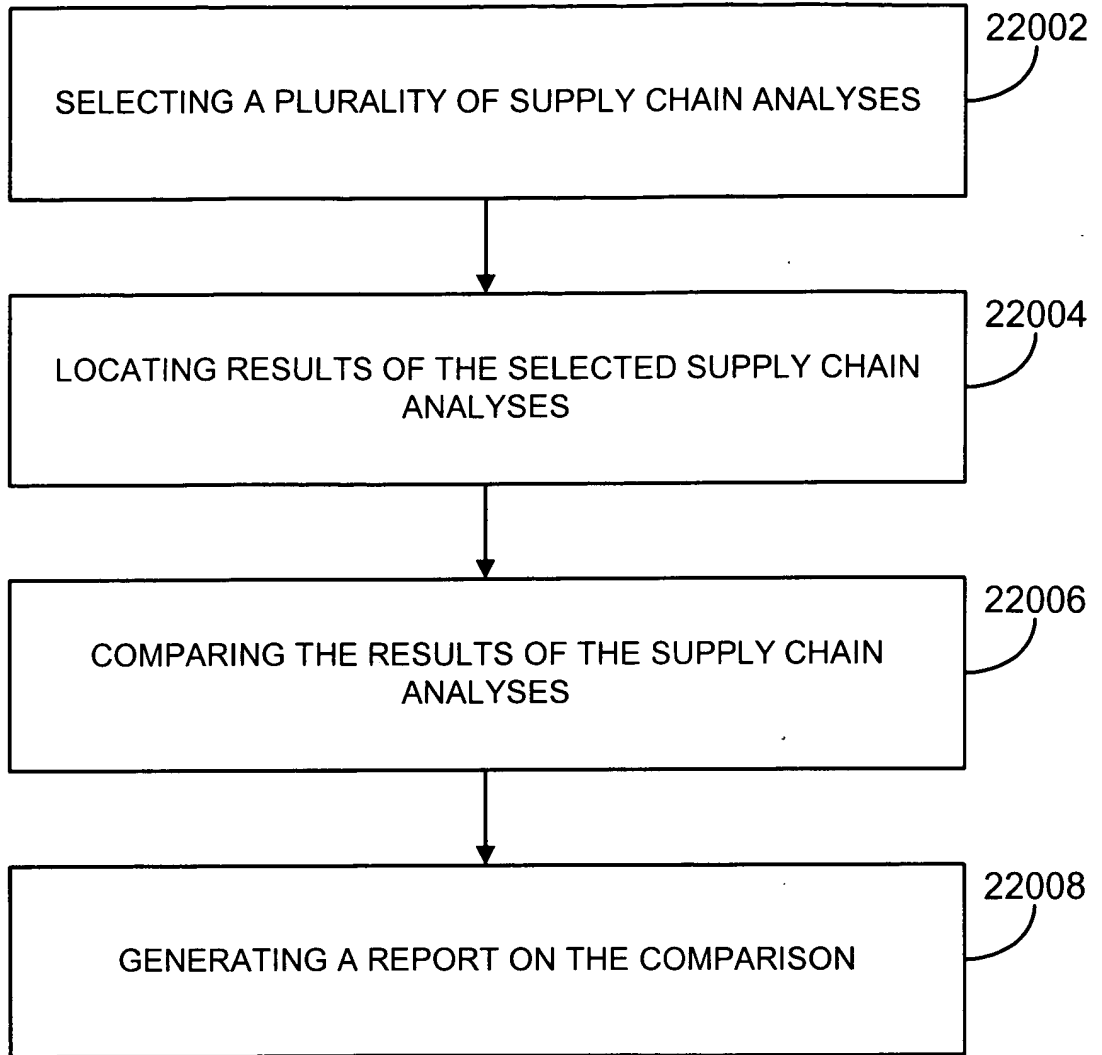 22002
SELECTING A PLURALITY OF SUPPLY CHAIN ANALYSES
22004
LOCATING RESULTS OF THE SELECTED SUPPLY CHAIN
ANALYSES
22006
COMPARING THE RESULTS OF THE SUPPLY CHAIN
ANALYSES
22008
GENERATING A REPORT ON THE COMPARISON